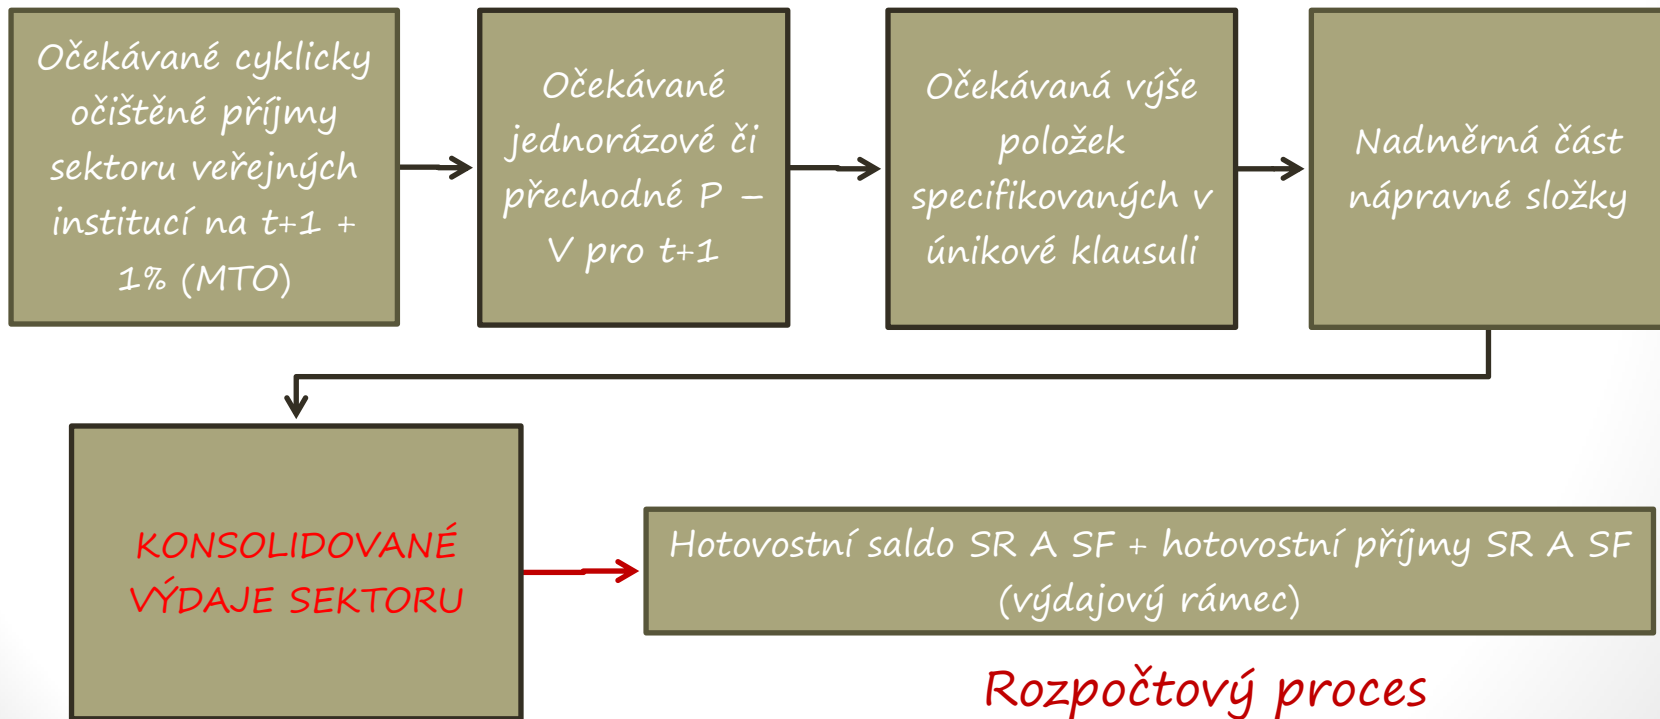 Očekávané cyklicky
očištěné příjmy
sektoru veřejných
institucí na t+1 +
1% (MTO)
Očekávané
jednorázové či
přechodné P –
V pro t+1
Očekávaná výše
položek
specifikovaných v
únikové klausuli
Nadměrná část
nápravné složky
KONSOLIDOVANÉ
VÝDAJE SEKTORU
Hotovostní saldo SR A SF + hotovostní příjmy SR A SF
(výdajový rámec)
Rozpočtový proces